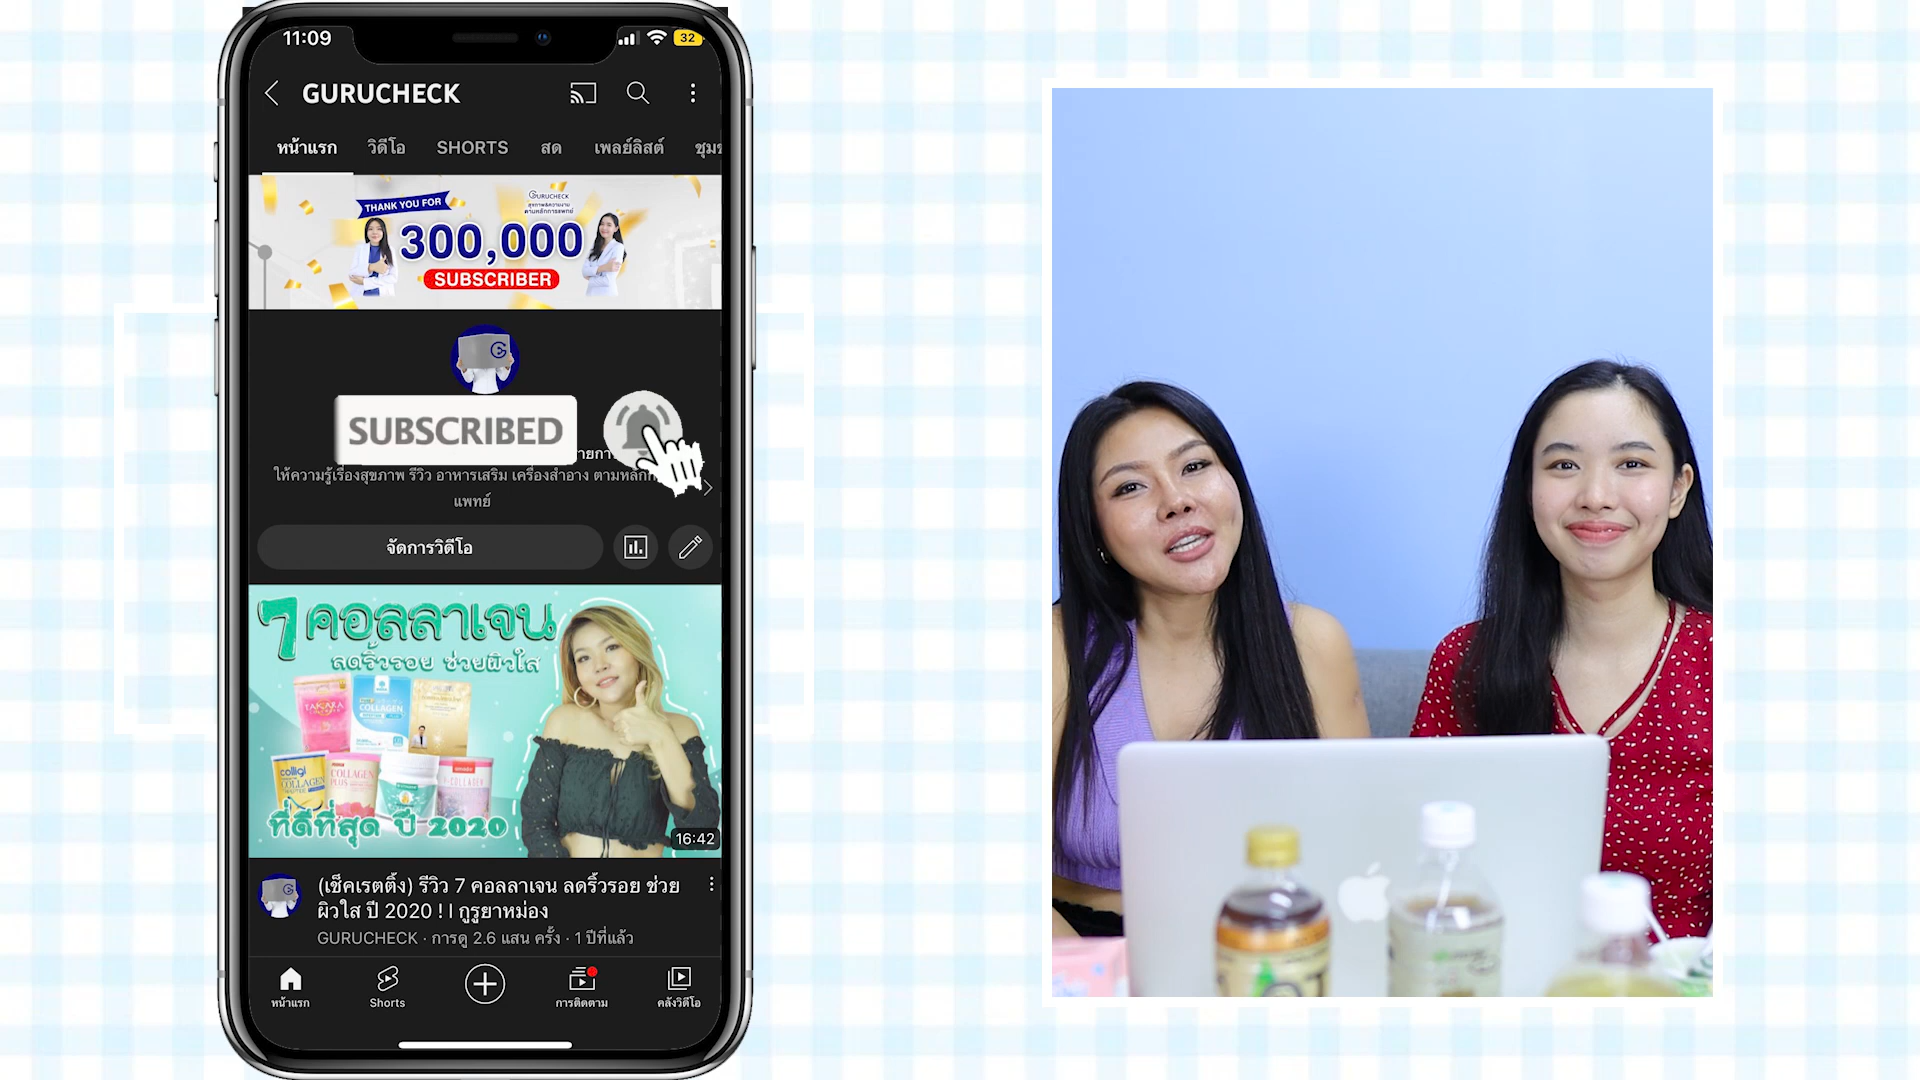 11:09
32
GURUCHECK
หน้าแรก วิดีโอ SHORTS สด เพลย์ลิสต์
THANK YOU FOR
GURUCHECK
300,000
SUBSCRIBER
SUBSCRIBED
ให้ความรู้เรื่องสุขภาพ รีวิว อาหารเสริม เครื่องสำอาง
แพทย์
จัดการวิดีโอ
7 คอลลาเจน
ลดริ้วรอย ช่วยผิวใส
COLLAGEN
colligi
COLLAGEN
COLLAGEN
PLUS
ที่ดีที่สุด ปี 2020
16:42
(เช็คเรตติ้ง) รีวิว 7 คอลลาเจน ลดริ้วรอย ช่วย
ผิวใส ปี 2020 ! l กูรูยาหม่อง
GURUCHECK · การดู 2.6 แสน ครั้ง · 1 ปีที่แล้ว
หน้าแรก Shorts การติดตาม คลังวิดีโอ